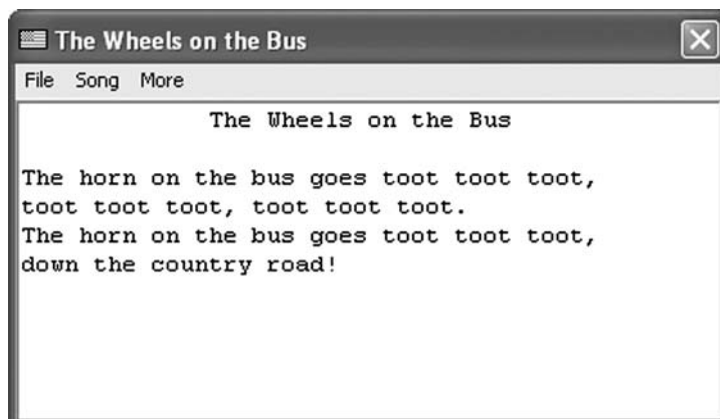 The Wheels on the Bus
File Song More
The Wheels on the Bus
The horn on the bus goes toot toot toot,
toot toot toot, toot toot toot.
The horn on the bus goes toot toot toot,
down the country road!